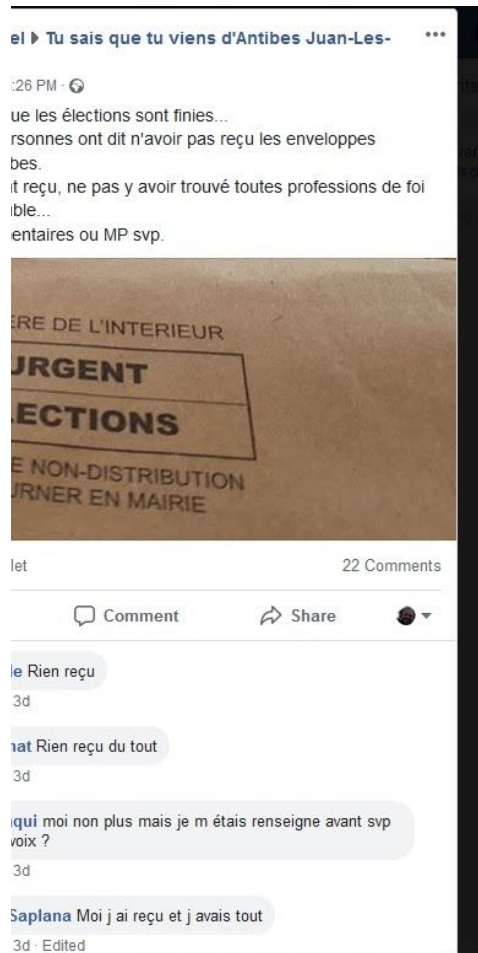 el ▸ Tu sais que tu viens d'Antibes Juan-Les-
:26 PM ·
ue les élections sont finies...
rsonnes ont dit n'avoir pas reçu les enveloppes
bes.
t reçu, ne pas y avoir trouvé toutes professions de foi
ble...
entaires ou MP svp.
RE DE L'INTERIEUR
URGENT
ECTIONS
E NON-DISTRIBUTION
URNER EN MAIRIE
let
22 Comments
Comment
Share
le Rien reçu
3d
nat Rien reçu du tout
3d
qui moi non plus mais je m étais renseigne avant svp
voix ?
3d
Saplana Moi j ai reçu et j avais tout
3d · Edited